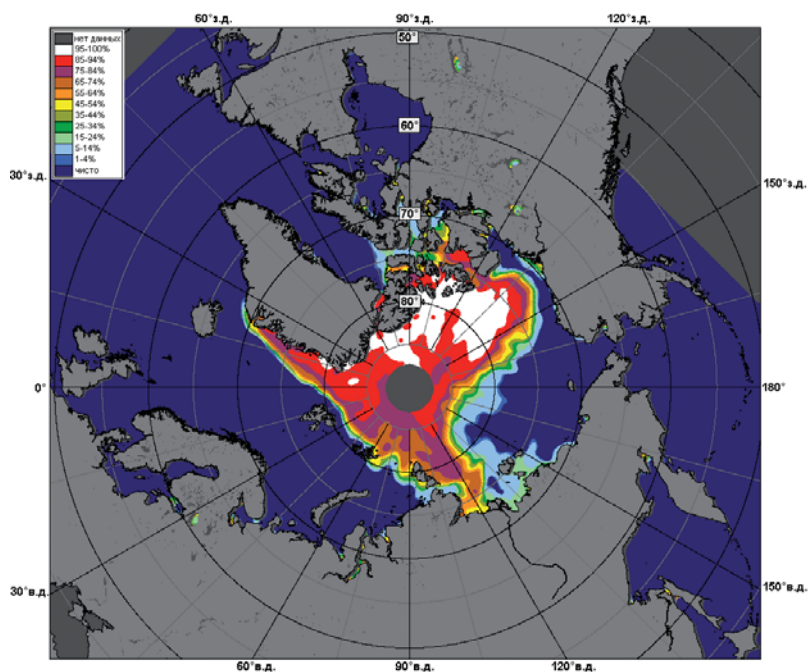 60°з.д.
90°з.д.
120°з.д.
нет данных
95-100%
85-94%
75-84%
65-74%
55-64%
45-54%
35-44%
25-34%
15-24%
5-14%
1-4%
чисто
50°
60°
70°
80°
30°з.д.
150°з.д.
0°
180°
30°в.д.
150°в.д.
60°в.д.
90°в.д.
120°в.д.